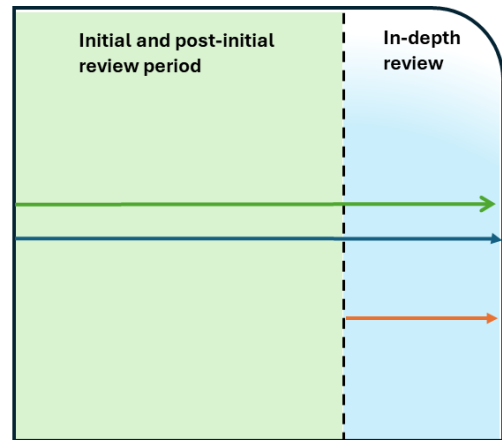 Initial and post-initial
review period
In-depth
review